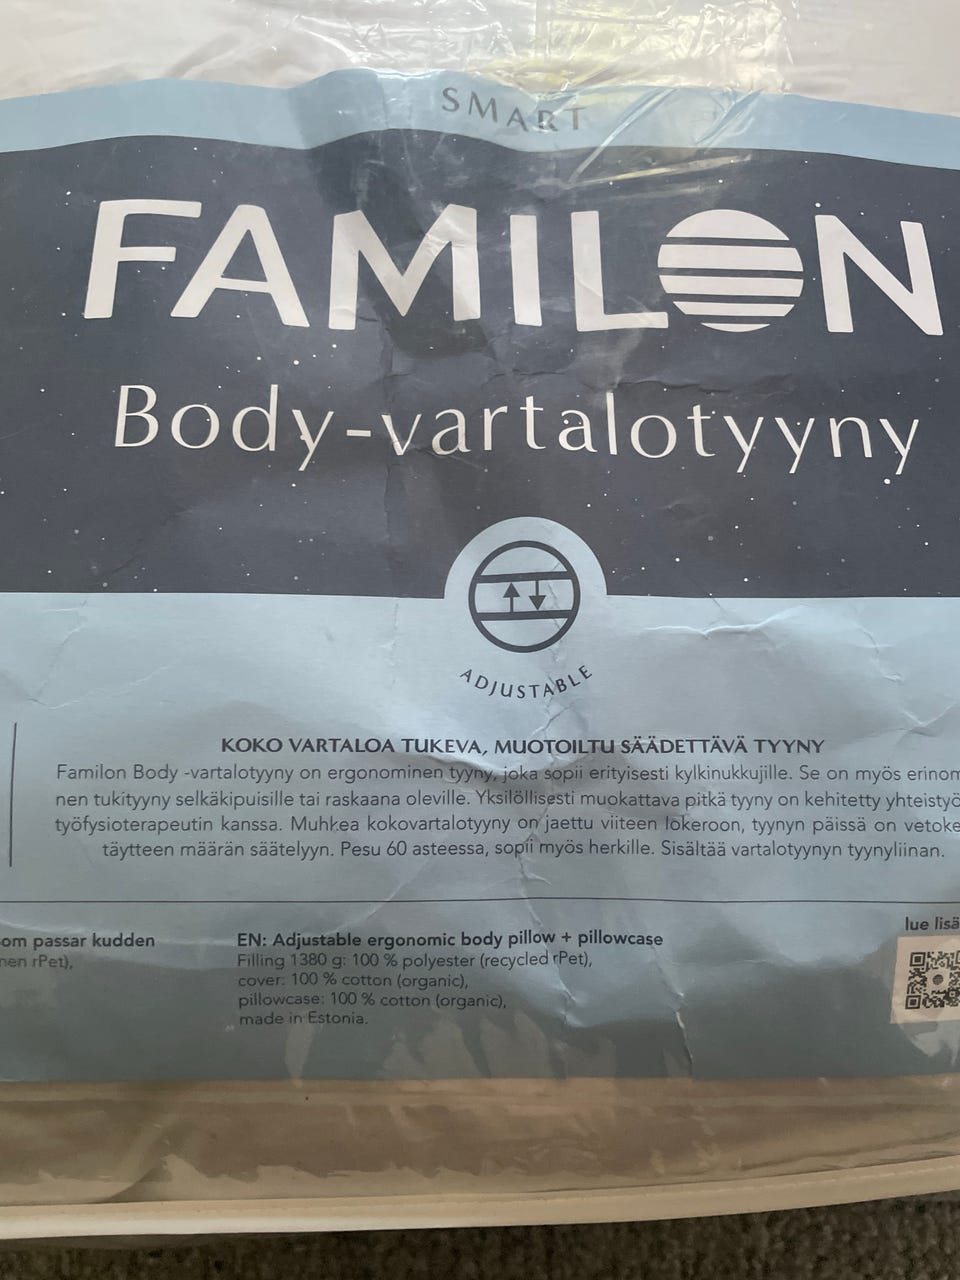 SMART
FAMILON
Body-vartalotyyny
ADJUSTABLE
KOKO VARTALOA TUKEVA, MUOTOILTU SÄÄDETTÄVÄ TYYNY
Familon Body -vartalotyyny on ergonominen tyyny, joka sopii erityisesti kylkinukkujille. Se on myös erinom
nen tukityyny selkäkipuisille tai raskaana oleville. Yksilöllisesti muokattava pitkä tyyny on kehitetty yhteistyö
työfysioterapeutin kanssa. Muhkea kokovartalotyyny on jaettu viiteen lokeroon, tyynyn päissä on vetoke
täytteen määrän säätelyyn. Pesu 60 asteessa, sopii myös herkille. Sisältää vartalotyynyn tyynyliinan.
om passar kudden
nen rPet),
EN: Adjustable ergonomic body pillow + pillowcase
Filling 1380 g: 100 % polyester (recycled rPet),
cover: 100 % cotton (organic),
pillowcase: 100 % cotton (organic),
made in Estonia.
lue lisä